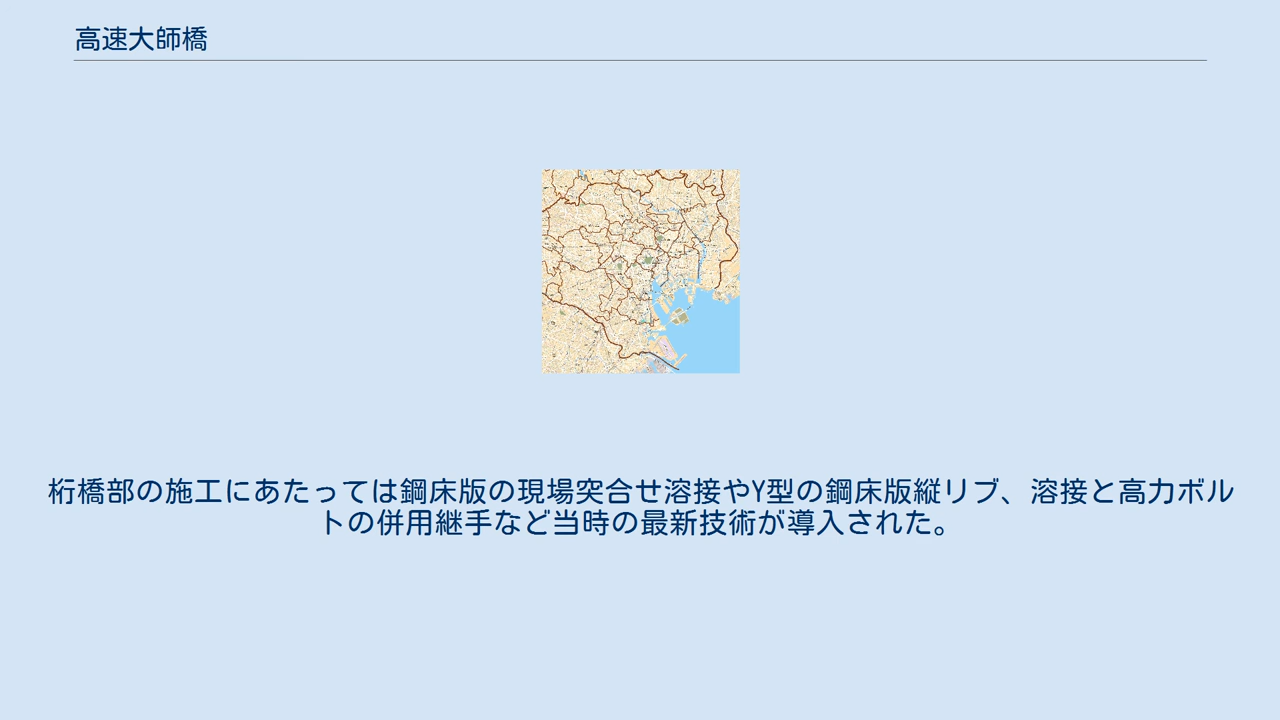 高速大師橋
桁橋部の施工にあたっては鋼床版の現場突合せ溶接やY型の鋼床版縦リブ、溶接と高力ボル
トの併用継手など当時の最新技術が導入された。